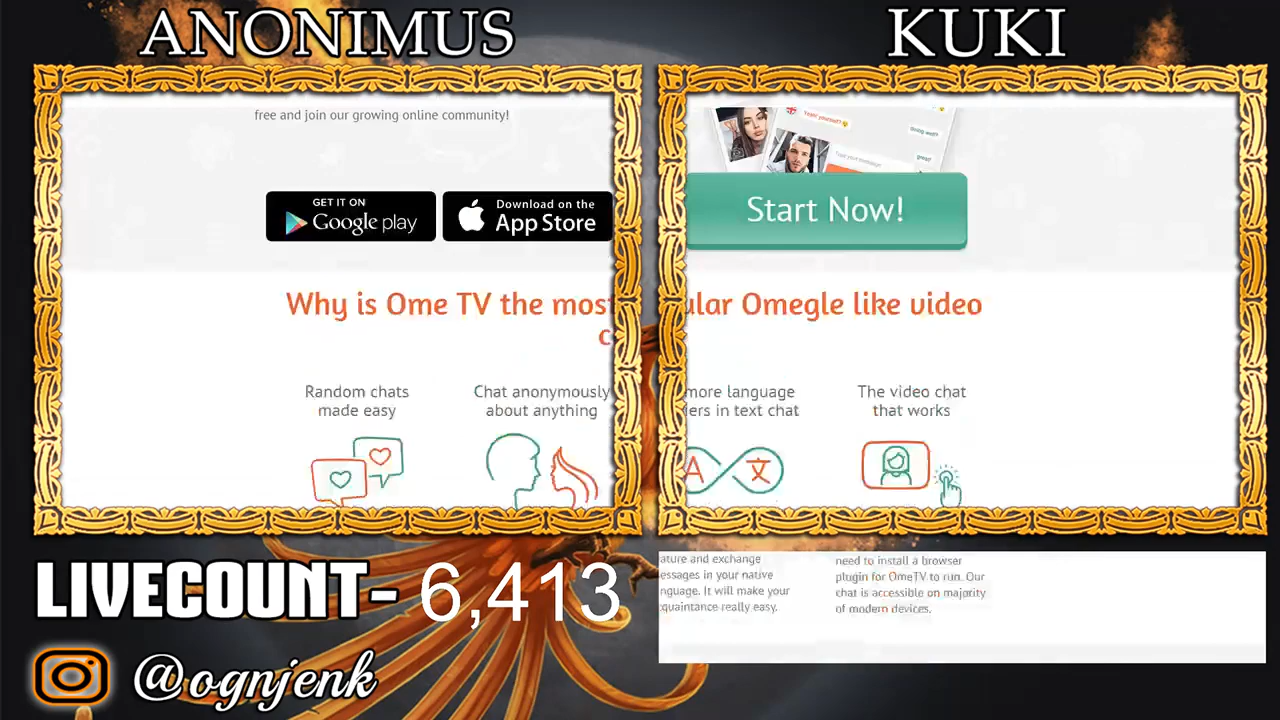 ANONIMUS
KUKI
free and join our growing online community!
GET IT ON
Google play
Download on the
App Store
Start Now!
Why is Ome TV the most
ular Omegle like video
c
Random chats
made easy
Chat anonymously
about anything
more language
ers in text chat
The video chat
that works
A 文
LIVECOUNT- 6,413
@ognjenk
ature and exchange
essages in your native
nguage. It will make your
quaintance really easy.
need to install a browser
plugin for OmeTV to run. Our
chat is accessible on majority
of modern devices.